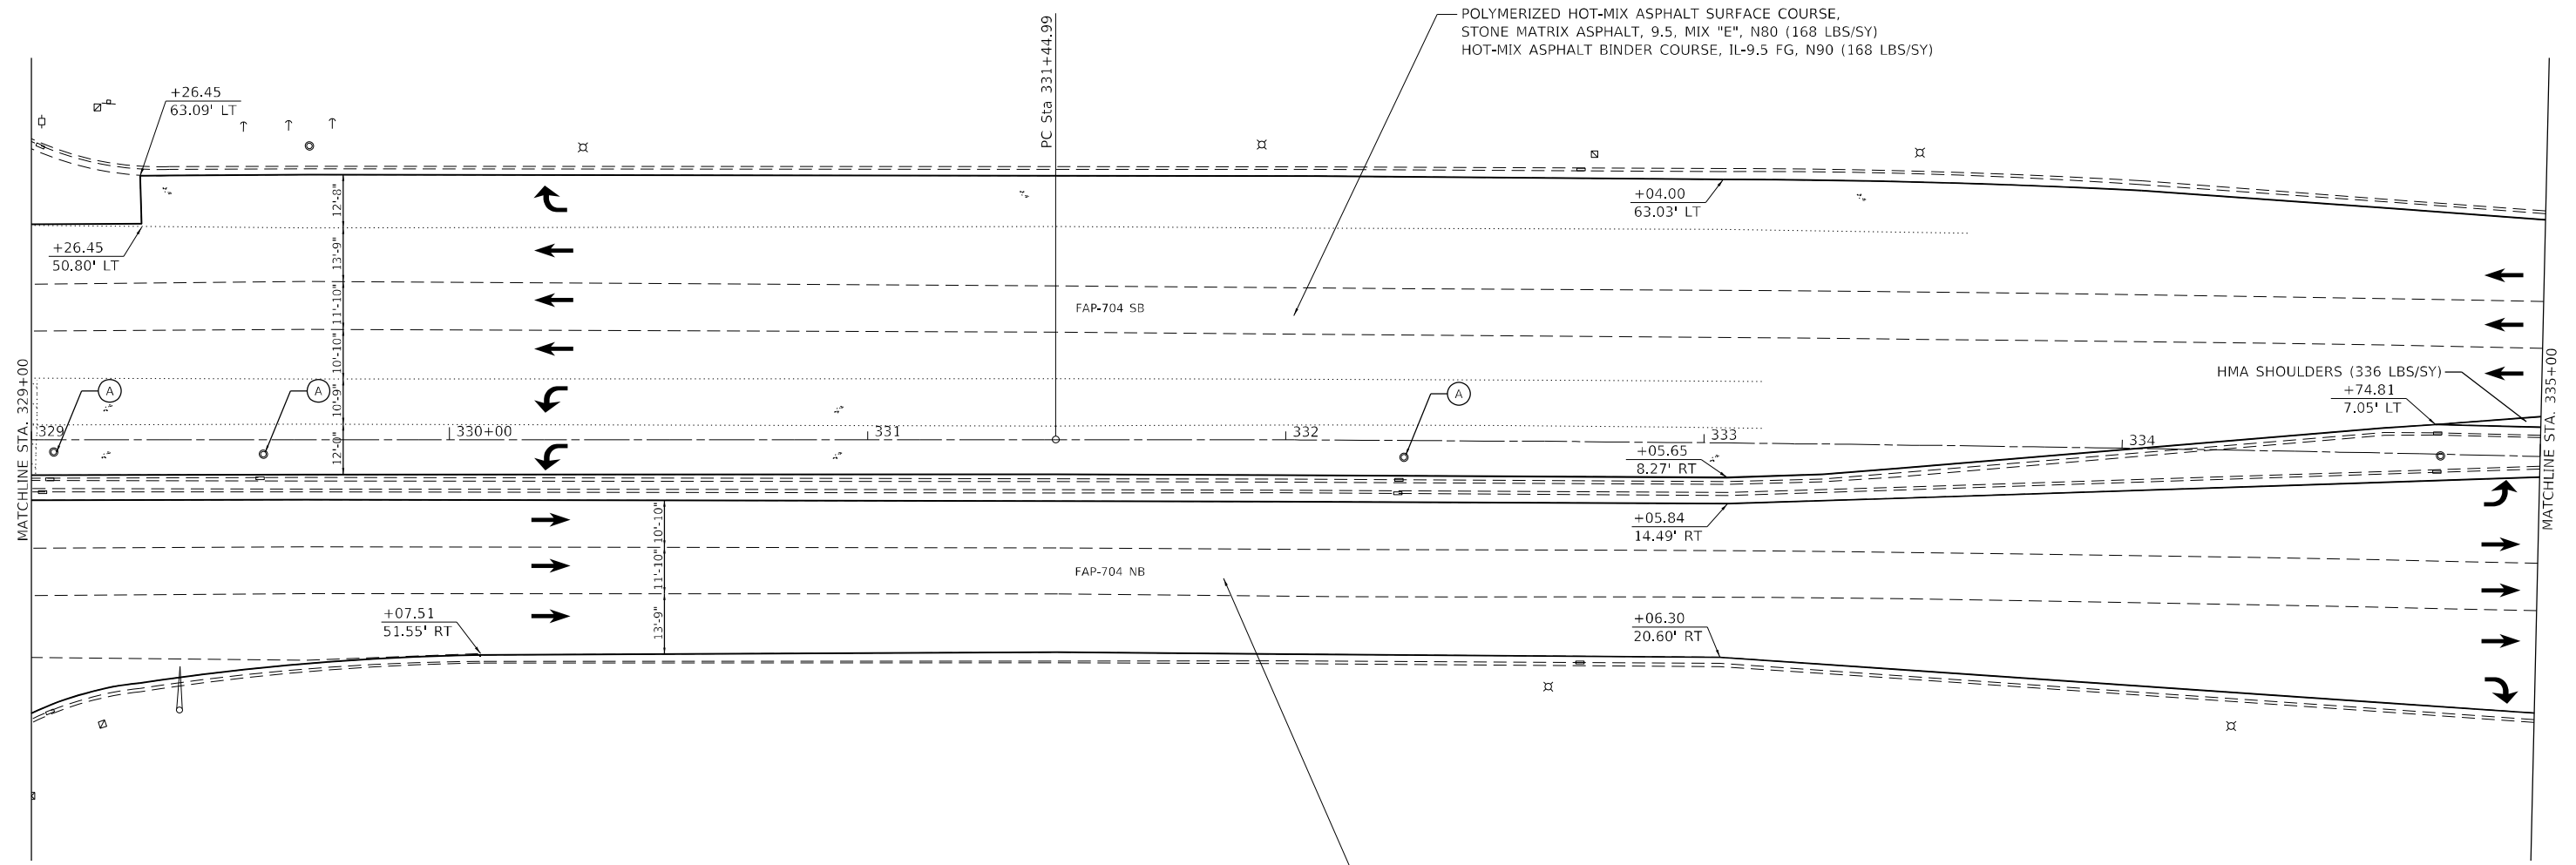 POLYMERIZED HOT-MIX ASPHALT SURFACE COURSE,
STONE MATRIX ASPHALT, 9.5, MIX "E", N80 (168 LBS/SY)
HOT-MIX ASPHALT BINDER COURSE, IL-9.5 FG, N90 (168 LBS/SY)
PC Sta 331+44.99
+26.45
63.09' LT
+26.45
50.80' LT
12'-8"
13'-9"
11'-10"
10'-10"
10'-9"
12'-0"
+04.00
63.03' LT
FAP-704 SB
MATCHLINE STA. 329+00
A
A
A
HMA SHOULDERS (336 LBS/SY)
+74.81
7.05' LT
MATCHLINE STA. 335+00
329
330+00
331
332
333
334
+05.65
8.27' RT
+05.84
14.49' RT
10'-10"
11'-10"
13'-9"
FAP-704 NB
+07.51
51.55' RT
+06.30
20.60' RT